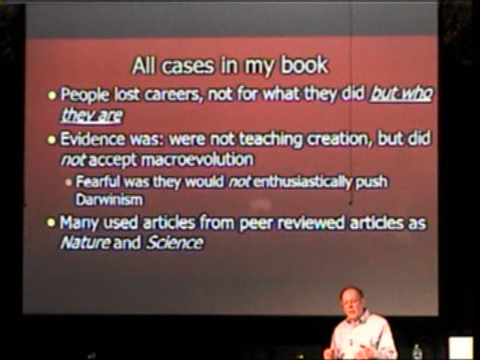 All cases in my book
People lost careers, not for what they did but who
they are
Evidence was: were not teaching creation, but did
not accept macroevolution
Fearful was they would not enthusiastically push
Darwinism
Many used articles from peer reviewed articles as
Nature and Science